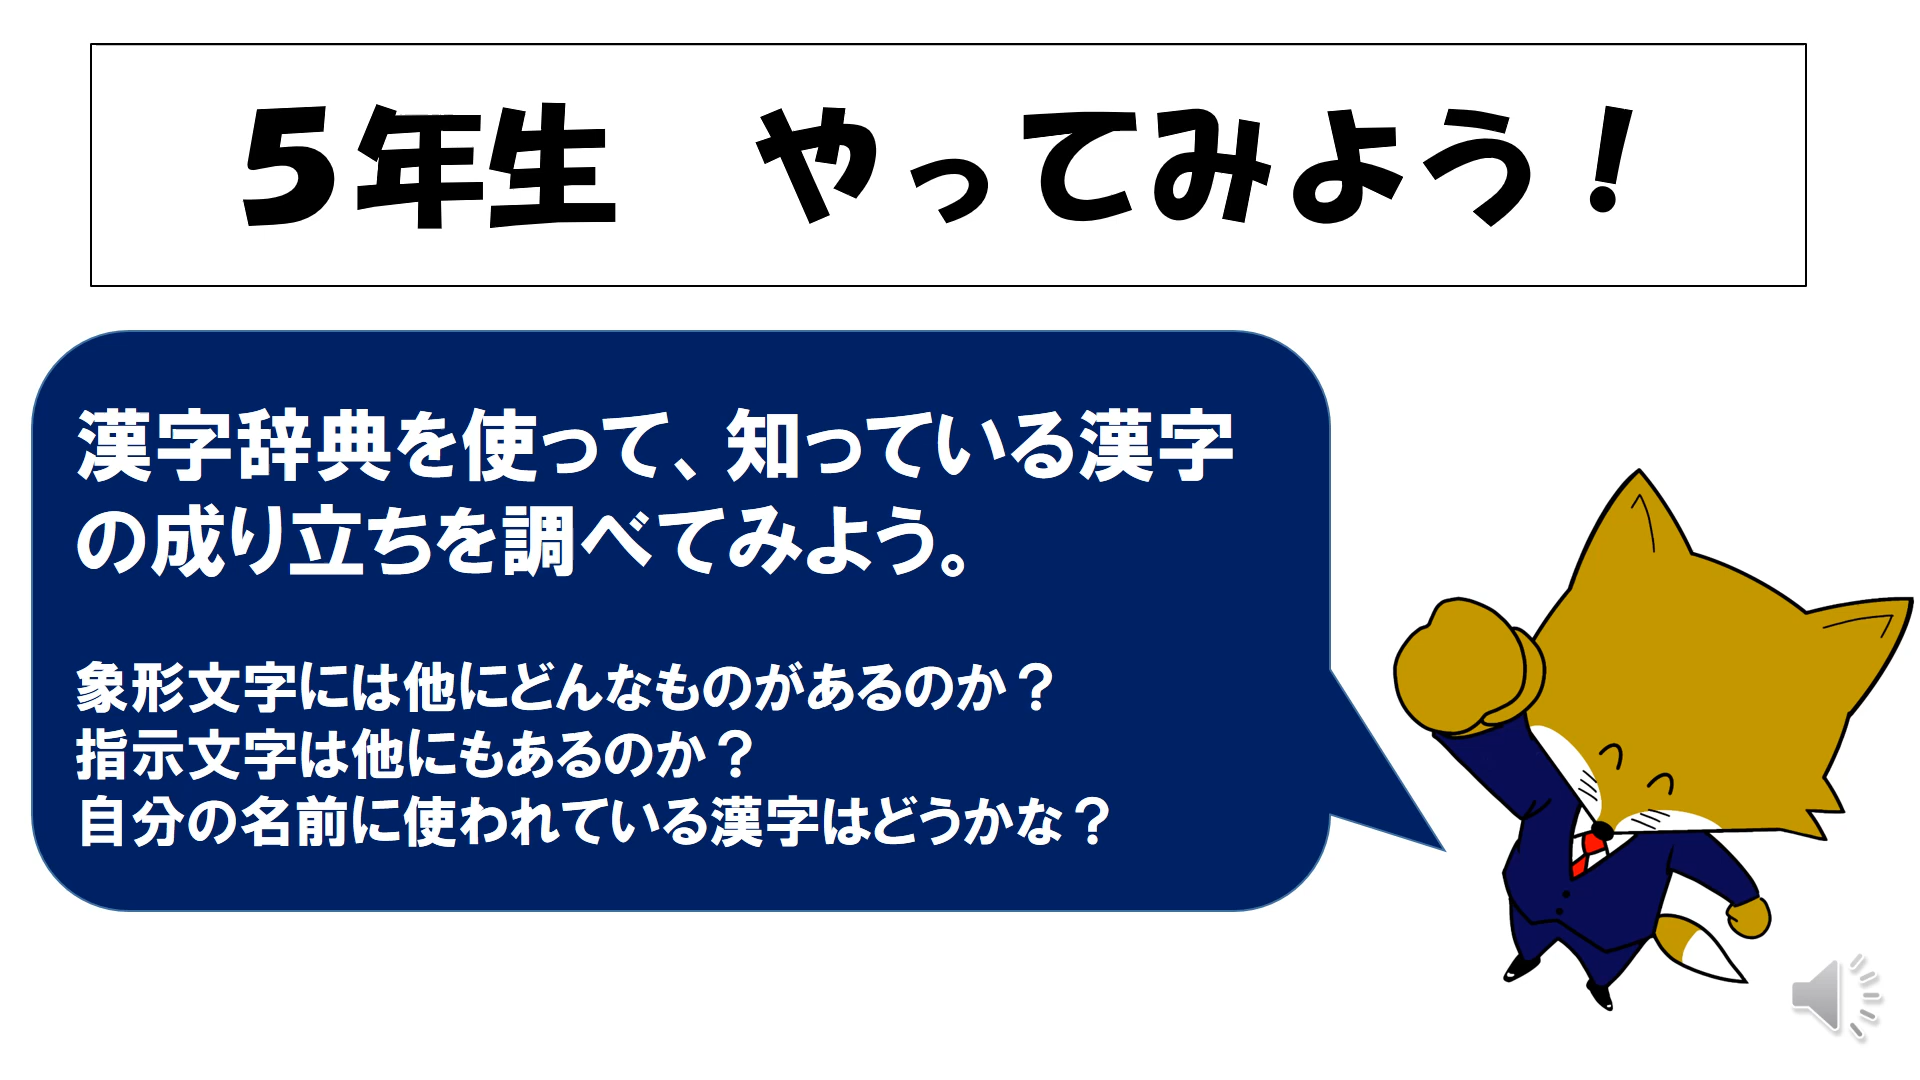 ５年生　やってみよう！
漢字辞典を使って、知っている漢字
の成り立ちを調べてみよう。
象形文字には他にどんなものがあるのか？
指示文字は他にもあるのか？
自分の名前に使われている漢字はどうかな？